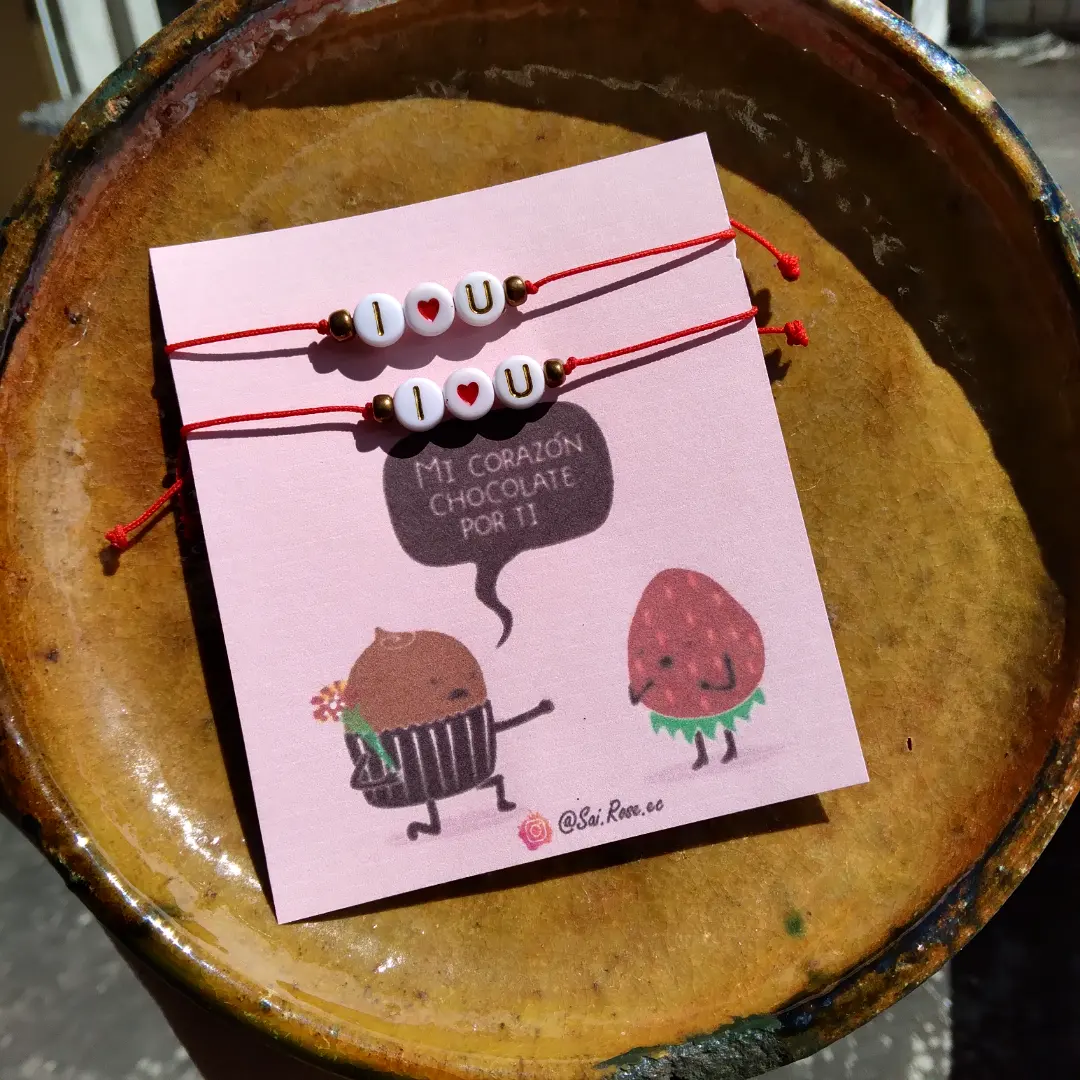 I ♥ U
I ♥ U
MI CORAZÓN
CHOCOLATE
POR TI
@Sai.Rose.ec